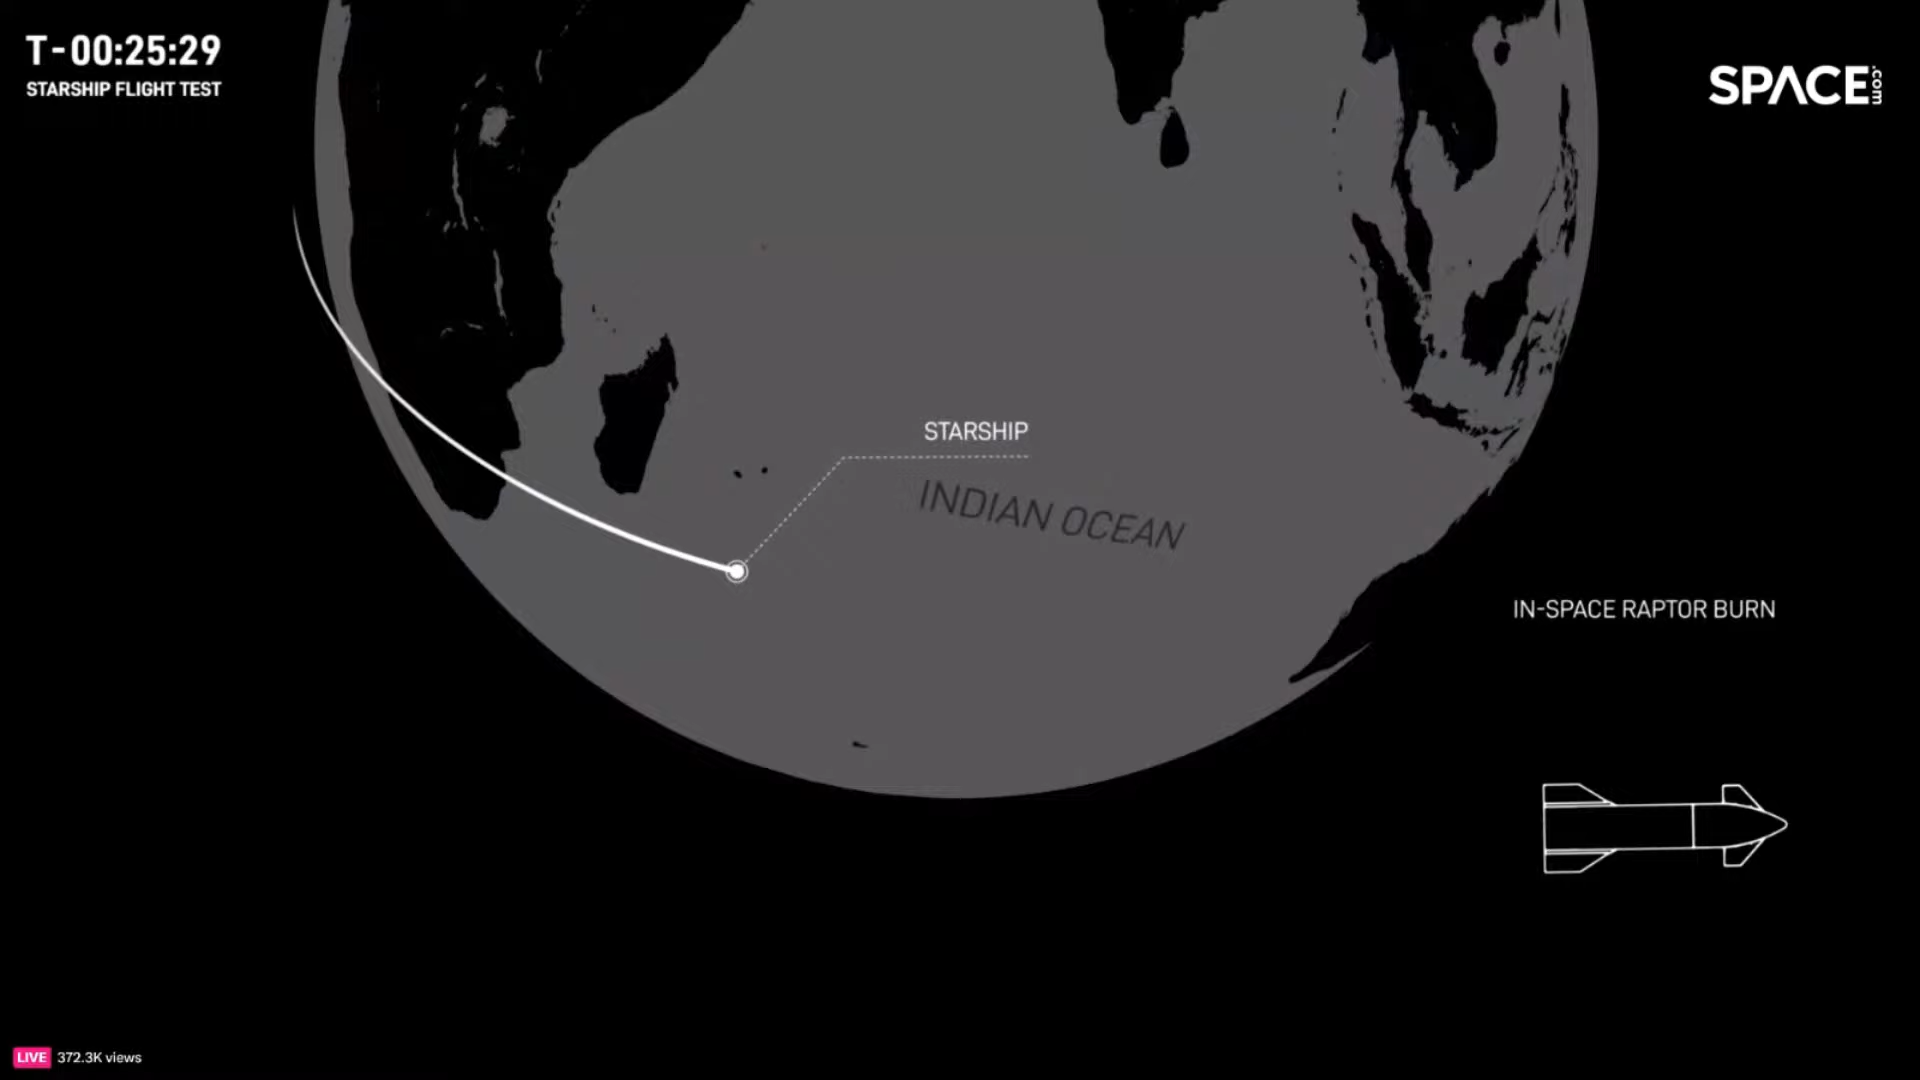 T-00:25:29
STARSHIP FLIGHT TEST
SPACE.com
STARSHIP
INDIAN OCEAN
IN-SPACE RAPTOR BURN
LIVE 372.3K views